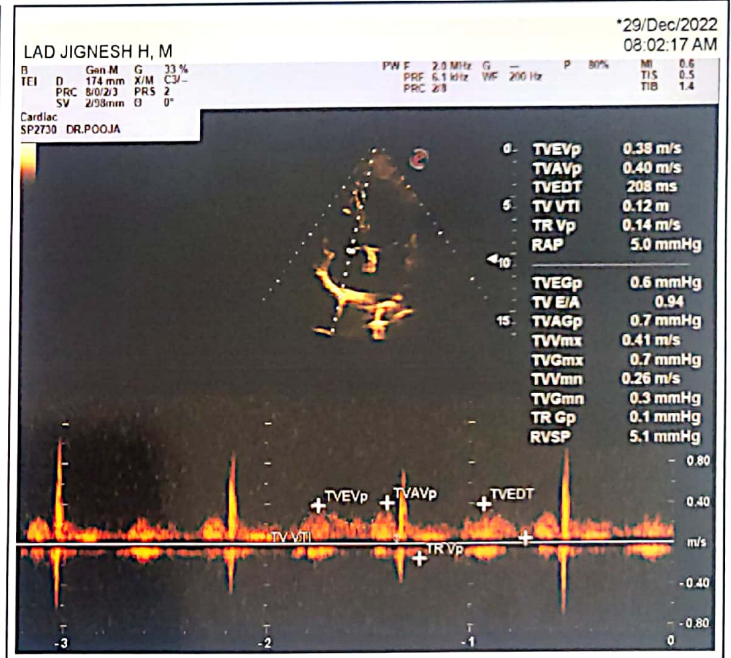 *29/Dec/2022
08:02:17 AM
LAD JIGNESH H, M
B Gen-M G 33 %
TEI D 174 mm X/M C3/–
PRC 8/0/2/3 PRS 2
SV 2/98mm θ 0°
PW F 2.0 MHz G — P 80% MI 0.6
PRF 6.1 kHz WF 200 Hz TIS 0.5
PRC 2/8 TIB 1.4
Cardiac
SP2730 DR.POOJA
0
5
10
15
TVEVp 0.38 m/s
TVAVp 0.40 m/s
TVEDT 208 ms
TV VTI 0.12 m
TR Vp 0.14 m/s
RAP 5.0 mmHg
TVEGp 0.6 mmHg
TV E/A 0.94
TVAGp 0.7 mmHg
TVVmx 0.41 m/s
TVGmx 0.7 mmHg
TVVmn 0.26 m/s
TVGmn 0.3 mmHg
TR Gp 0.1 mmHg
RVSP 5.1 mmHg
- 0.80
TVEVp TVAVp TVEDT
- 0.40
TV VTI
m/s
TR Vp
- 0.40
- 0.80
-3 -2 -1 0